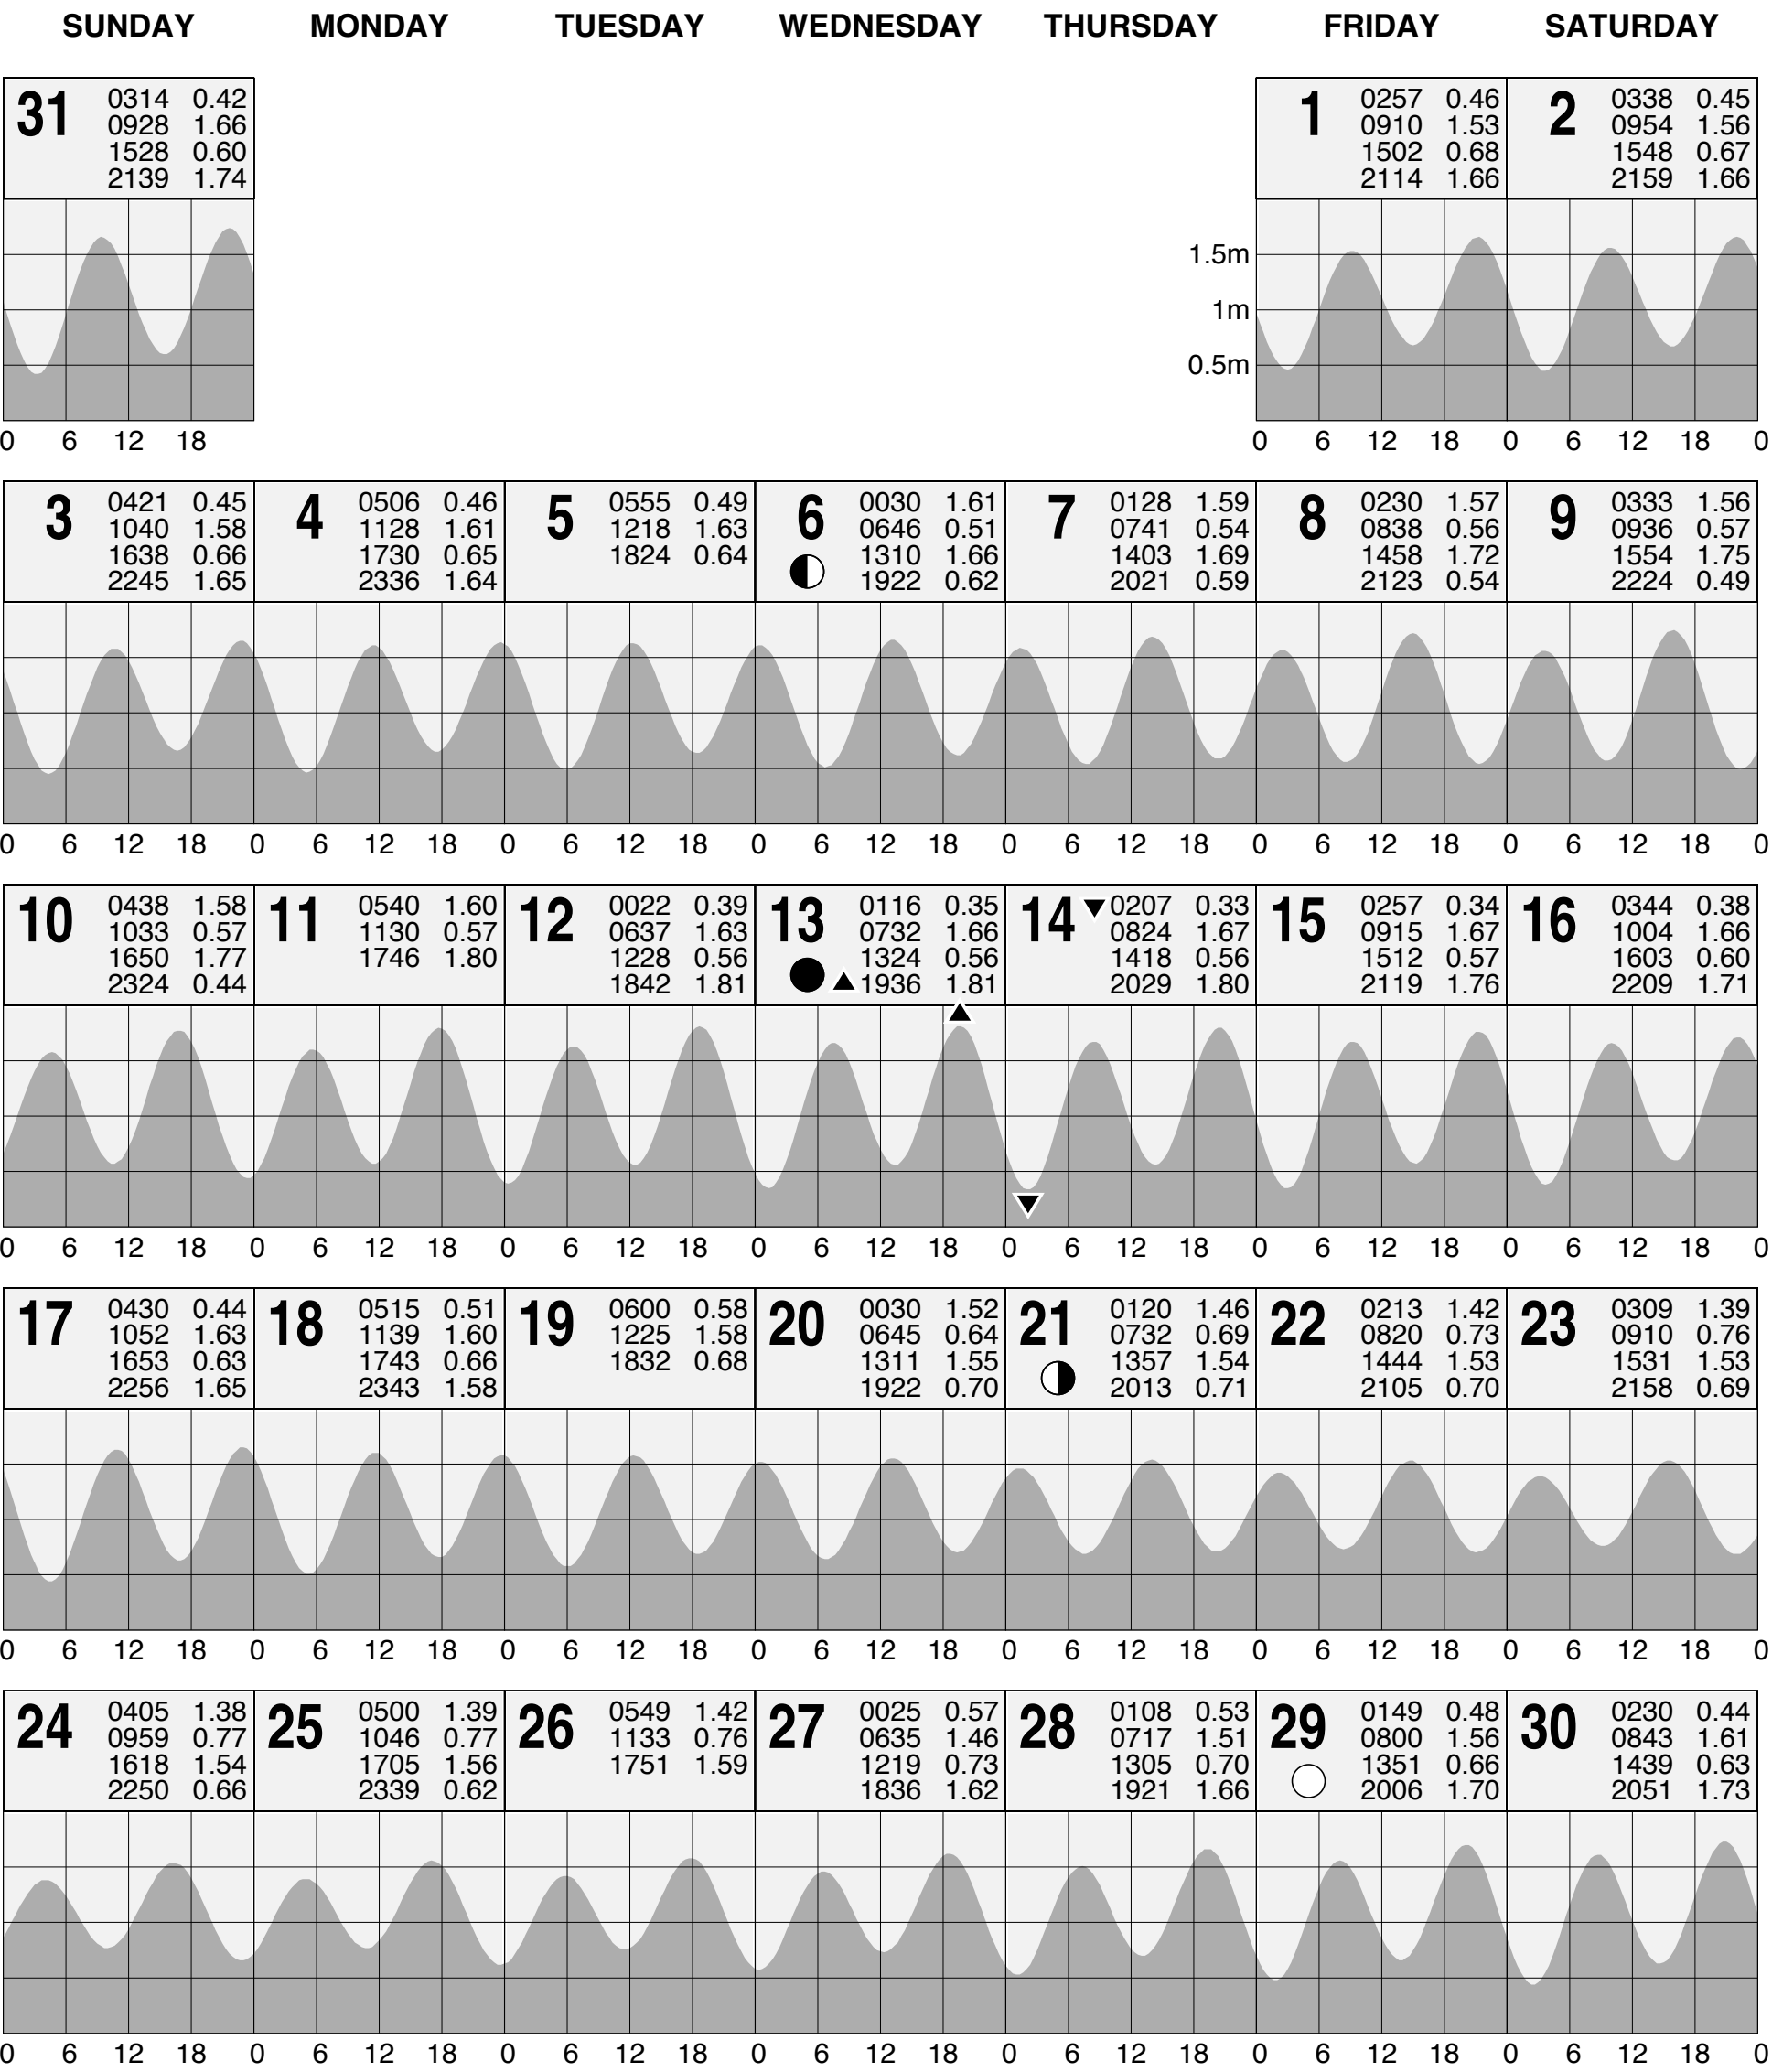 SUNDAY MONDAY TUESDAY WEDNESDAY THURSDAY FRIDAY SATURDAY
31 0314 0.42 1 0257 0.46 2 0338 0.45
0928 1.66 0910 1.53 0954 1.56
1528 0.60 1502 0.68 1548 0.67
2139 1.74 2114 1.66 2159 1.66
1.5m
1m
0.5m
0 6 12 18 0 6 12 18 0 6 12 18 0
3 0421 0.45 4 0506 0.46 5 0555 0.49 6 0030 1.61 7 0128 1.59 8 0230 1.57 9 0333 1.56
1040 1.58 1128 1.61 1218 1.63 0646 0.51 0741 0.54 0838 0.56 0936 0.57
1638 0.66 1730 0.65 1824 0.64 1310 1.66 1403 1.69 1458 1.72 1554 1.75
2245 1.65 2336 1.64 1922 0.62 2021 0.59 2123 0.54 2224 0.49
0 6 12 18 0 6 12 18 0 6 12 18 0 6 12 18 0 6 12 18 0 6 12 18 0 6 12 18 0
10 0438 1.58 11 0540 1.60 12 0022 0.39 13 0116 0.35 14 0207 0.33 15 0257 0.34 16 0344 0.38
1033 0.57 1130 0.57 0637 1.63 0732 1.66 0824 1.67 0915 1.67 1004 1.66
1650 1.77 1746 1.80 1228 0.56 1324 0.56 1418 0.56 1512 0.57 1603 0.60
2324 0.44 1842 1.81 1936 1.81 2029 1.80 2119 1.76 2209 1.71
0 6 12 18 0 6 12 18 0 6 12 18 0 6 12 18 0 6 12 18 0 6 12 18 0 6 12 18 0
17 0430 0.44 18 0515 0.51 19 0600 0.58 20 0030 1.52 21 0120 1.46 22 0213 1.42 23 0309 1.39
1052 1.63 1139 1.60 1225 1.58 0645 0.64 0732 0.69 0820 0.73 0910 0.76
1653 0.63 1743 0.66 1832 0.68 1311 1.55 1357 1.54 1444 1.53 1531 1.53
2256 1.65 2343 1.58 1922 0.70 2013 0.71 2105 0.70 2158 0.69
0 6 12 18 0 6 12 18 0 6 12 18 0 6 12 18 0 6 12 18 0 6 12 18 0 6 12 18 0
24 0405 1.38 25 0500 1.39 26 0549 1.42 27 0025 0.57 28 0108 0.53 29 0149 0.48 30 0230 0.44
0959 0.77 1046 0.77 1133 0.76 0635 1.46 0717 1.51 0800 1.56 0843 1.61
1618 1.54 1705 1.56 1751 1.59 1219 0.73 1305 0.70 1351 0.66 1439 0.63
2250 0.66 2339 0.62 1836 1.62 1921 1.66 2006 1.70 2051 1.73
0 6 12 18 0 6 12 18 0 6 12 18 0 6 12 18 0 6 12 18 0 6 12 18 0 6 12 18 0